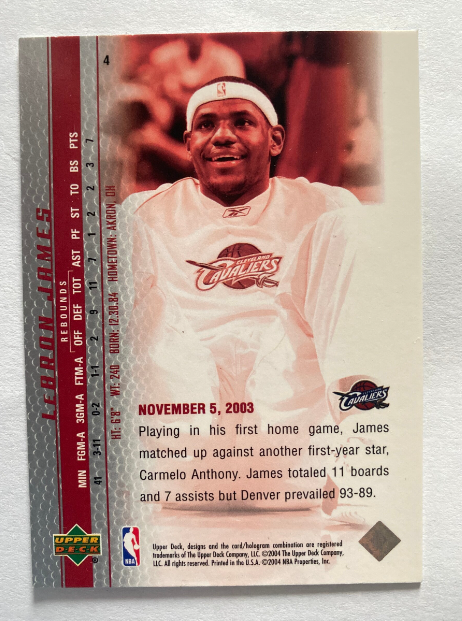 4
LeBRON JAMES
REBOUNDS
MIN FGM-A 3GM-A FTM-A OFF DEF TOT AST PF ST TO BS PTS
41 3-11 0-2 1-1 2 9 11 7 1 2 2 3 7
HT: 6'8" WT: 240 BORN: 12.30.84 HOMETOWN: AKRON, OH
Reebok
CLEVELAND
CAVALIERS
CAVALIERS
NOVEMBER 5, 2003
Playing in his first home game, James
matched up against another first-year star,
Carmelo Anthony. James totaled 11 boards
and 7 assists but Denver prevailed 93-89.
UPPER
DECK
®
NBA
Upper Deck, designs and the card/hologram combination are registered
trademarks of The Upper Deck Company, LLC. ©2004 The Upper Deck Company,
LLC. All rights reserved. Printed in the U.S.A. ©2004 NBA Properties, Inc.